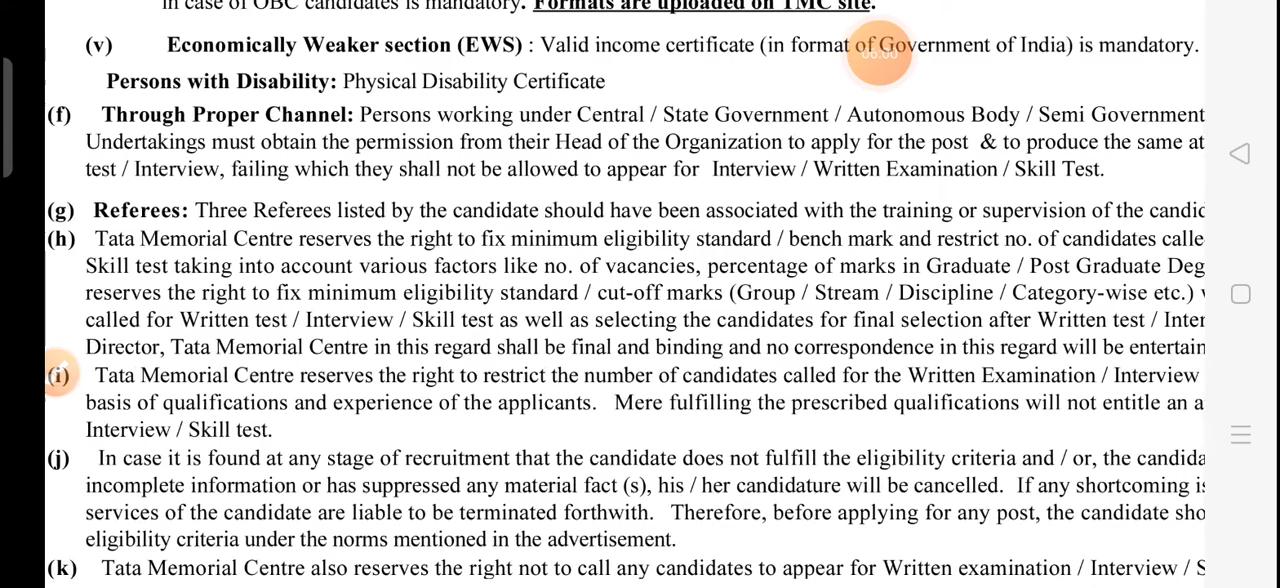 in case of OBC candidates is mandatory. Formats are uploaded on TMC site.
(v) Economically Weaker section (EWS) : Valid income certificate (in format of Government of India) is mandatory.
Persons with Disability: Physical Disability Certificate
(f) Through Proper Channel: Persons working under Central / State Government / Autonomous Body / Semi Government
Undertakings must obtain the permission from their Head of the Organization to apply for the post & to produce the same at
test / Interview, failing which they shall not be allowed to appear for Interview / Written Examination / Skill Test.
(g) Referees: Three Referees listed by the candidate should have been associated with the training or supervision of the candid
(h) Tata Memorial Centre reserves the right to fix minimum eligibility standard / bench mark and restrict no. of candidates calle
Skill test taking into account various factors like no. of vacancies, percentage of marks in Graduate / Post Graduate Deg
reserves the right to fix minimum eligibility standard / cut-off marks (Group / Stream / Discipline / Category-wise etc.)
called for Written test / Interview / Skill test as well as selecting the candidates for final selection after Written test / Inter
Director, Tata Memorial Centre in this regard shall be final and binding and no correspondence in this regard will be entertain
(i) Tata Memorial Centre reserves the right to restrict the number of candidates called for the Written Examination / Interview
basis of qualifications and experience of the applicants. Mere fulfilling the prescribed qualifications will not entitle an a
Interview / Skill test.
(j) In case it is found at any stage of recruitment that the candidate does not fulfill the eligibility criteria and / or, the candida
incomplete information or has suppressed any material fact (s), his / her candidature will be cancelled. If any shortcoming is
services of the candidate are liable to be terminated forthwith. Therefore, before applying for any post, the candidate sho
eligibility criteria under the norms mentioned in the advertisement.
(k) Tata Memorial Centre also reserves the right not to call any candidates to appear for Written examination / Interview / S